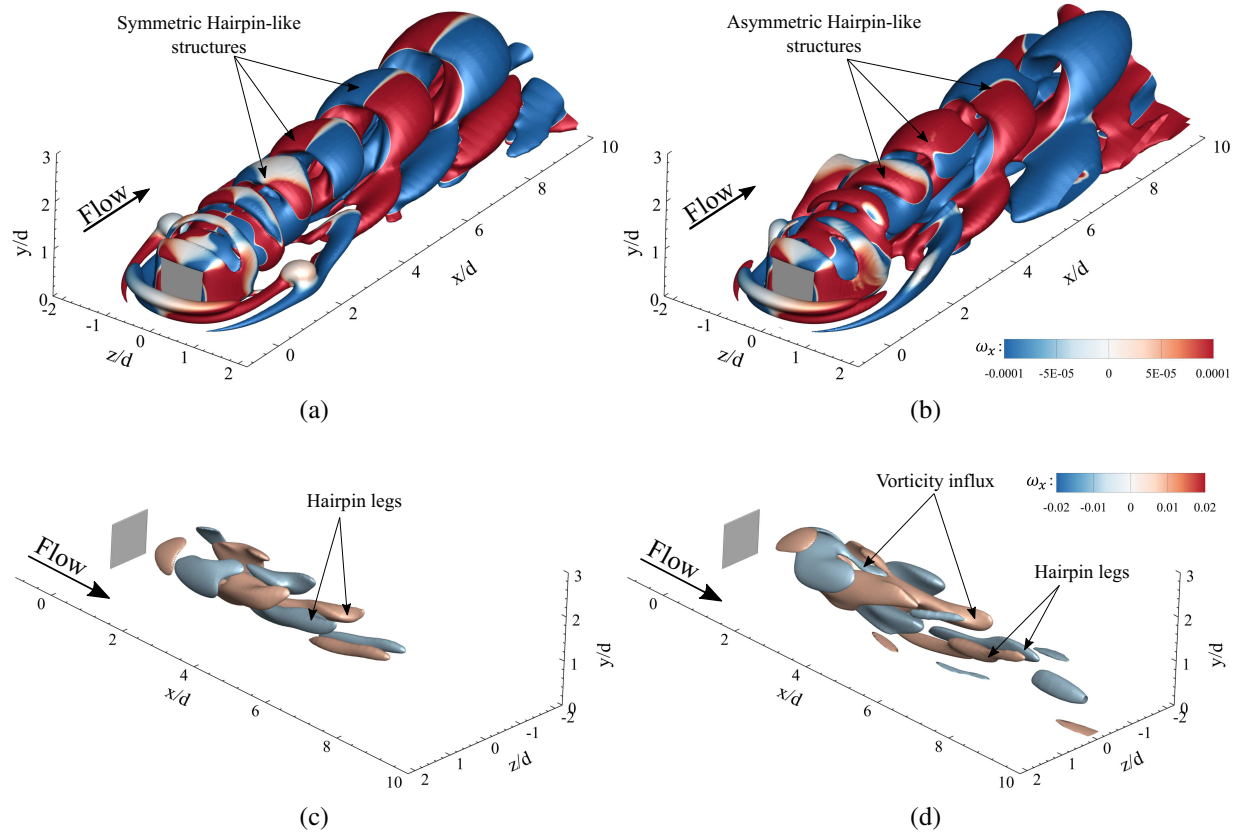 Symmetric Hairpin-like
structures
Flow
y/d
3
2
1
0
-2
-1
0
1
2
z/d
0
2
4
6
8
10
x/d
(a)
Asymmetric Hairpin-like
structures
Flow
y/d
3
2
1
0
-2
-1
0
1
2
z/d
0
2
4
6
8
10
x/d
ωₓ:
-0.0001 -5E-05 0 5E-05 0.0001
(b)
Hairpin legs
Flow
0
2
4
6
8
10
x/d
2
1
0
-1
-2
z/d
3
2
1
0
y/d
(c)
Vorticity influx
ωₓ:
-0.02 -0.01 0 0.01 0.02
Hairpin legs
Flow
0
2
4
6
8
10
x/d
2
1
0
-1
-2
z/d
3
2
1
0
y/d
(d)